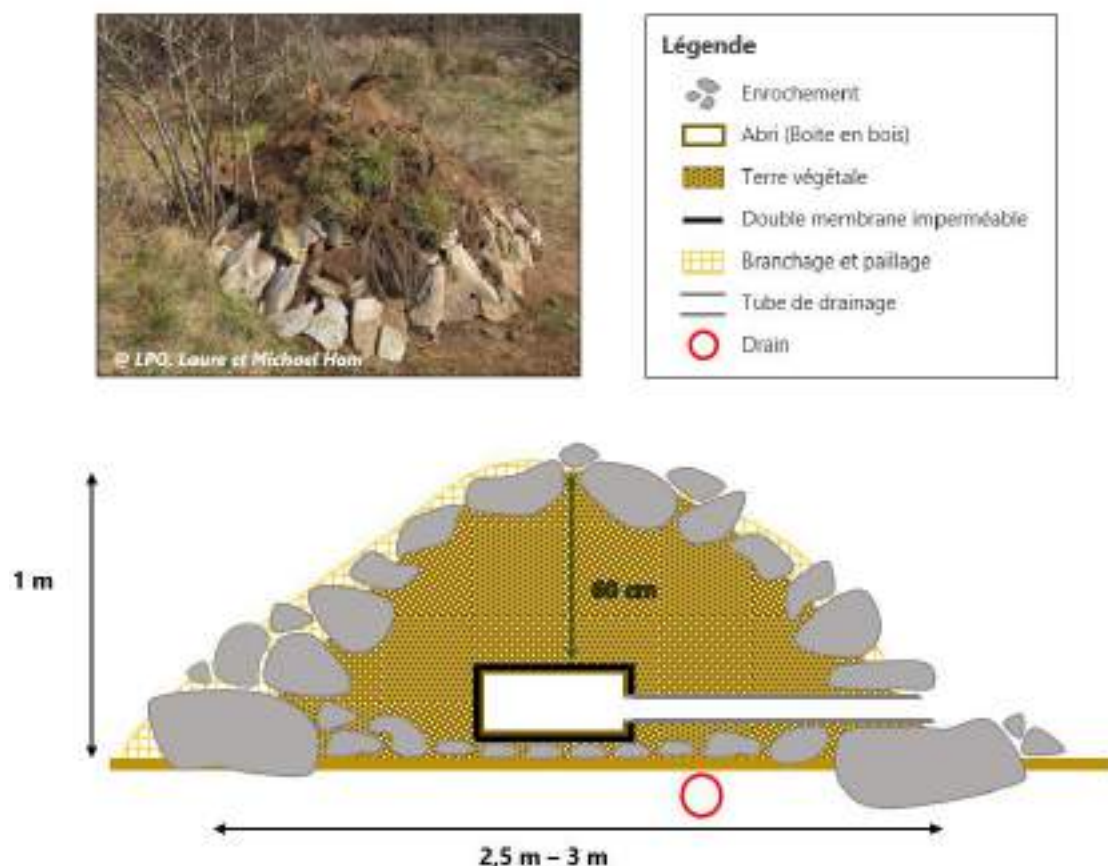 @ LPO, Laure et Michael Ham
Légende
Enrochement
Abri (Boite en bois)
Terre végétale
Double membrane imperméable
Branchage et paillage
Tube de drainage
Drain
1 m
60 cm
2,5 m – 3 m